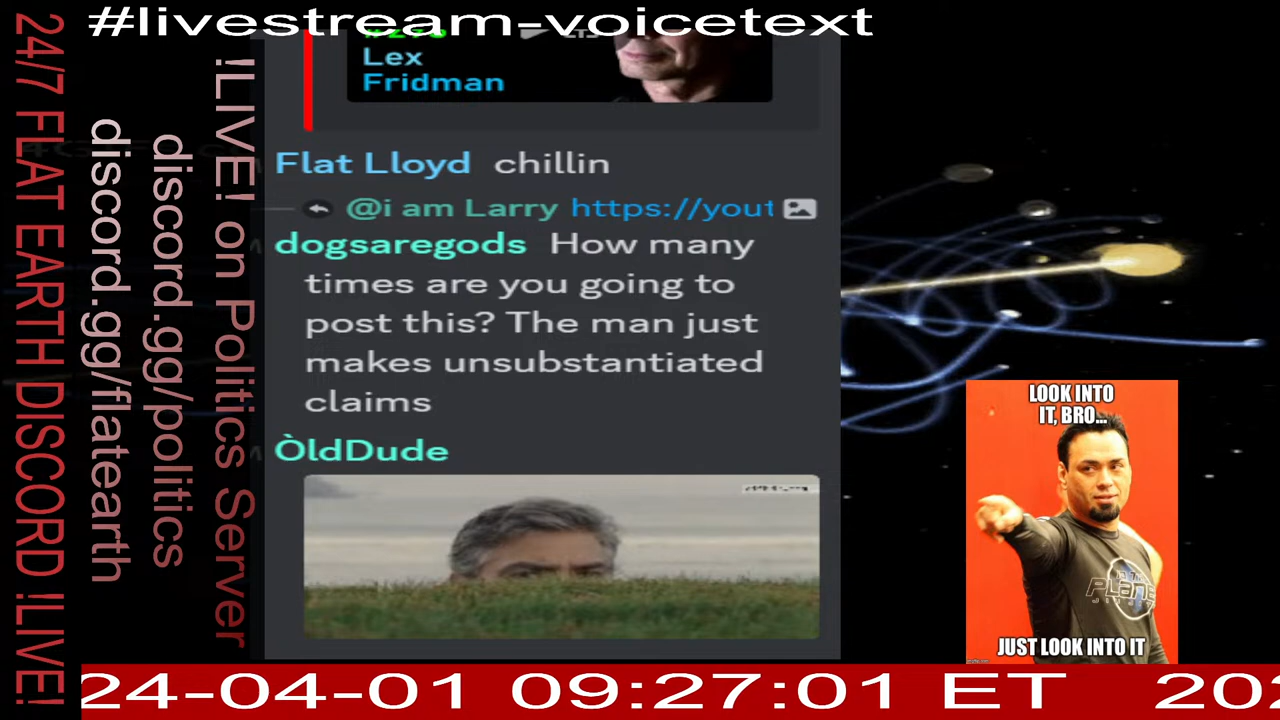 #livestream-voicetext
24/7 FLAT EARTH DISCORD !LIVE!
discord.gg/flatearth
discord.gg/politics
!LIVE! on Politics Server
Lex
Fridman
Flat Lloyd chillin
@i am Larry https://yout
dogsaregods How many
times are you going to
post this? The man just
makes unsubstantiated
claims
ÒldDude
LOOK INTO
IT, BRO...
JUST LOOK INTO IT
24-04-01 09:27:01 ET 202